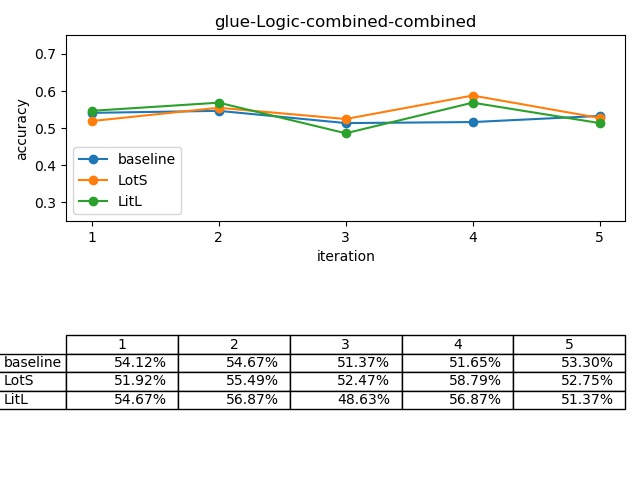 glue-Logic-combined-combined
0.7
0.6
0.5
0.4
0.3
accuracy
baseline
LotS
LitL
1 2 3 4 5
iteration
1 2 3 4 5
baseline 54.12% 54.67% 51.37% 51.65% 53.30%
LotS 51.92% 55.49% 52.47% 58.79% 52.75%
LitL 54.67% 56.87% 48.63% 56.87% 51.37%